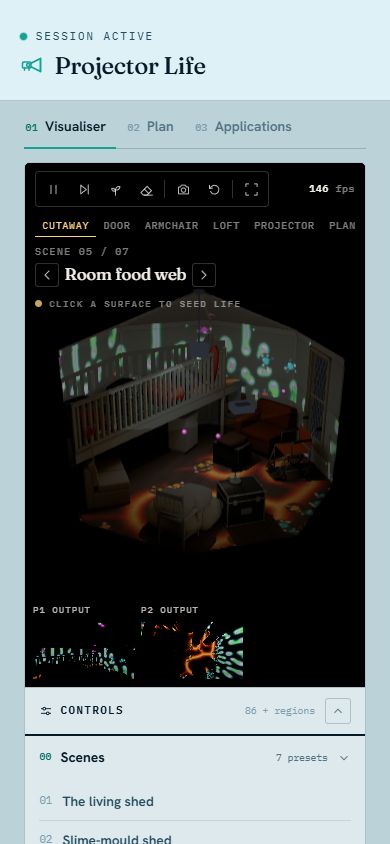 SESSION ACTIVE
Projector Life
01 Visualiser 02 Plan 03 Applications
146 fps
CUTAWAY DOOR ARMCHAIR LOFT PROJECTOR PLAN
SCENE 05 / 07
Room food web
CLICK A SURFACE TO SEED LIFE
P1 OUTPUT P2 OUTPUT
CONTROLS 86 + regions
00 Scenes 7 presets
01 The living shed
02 Slime-mould shed